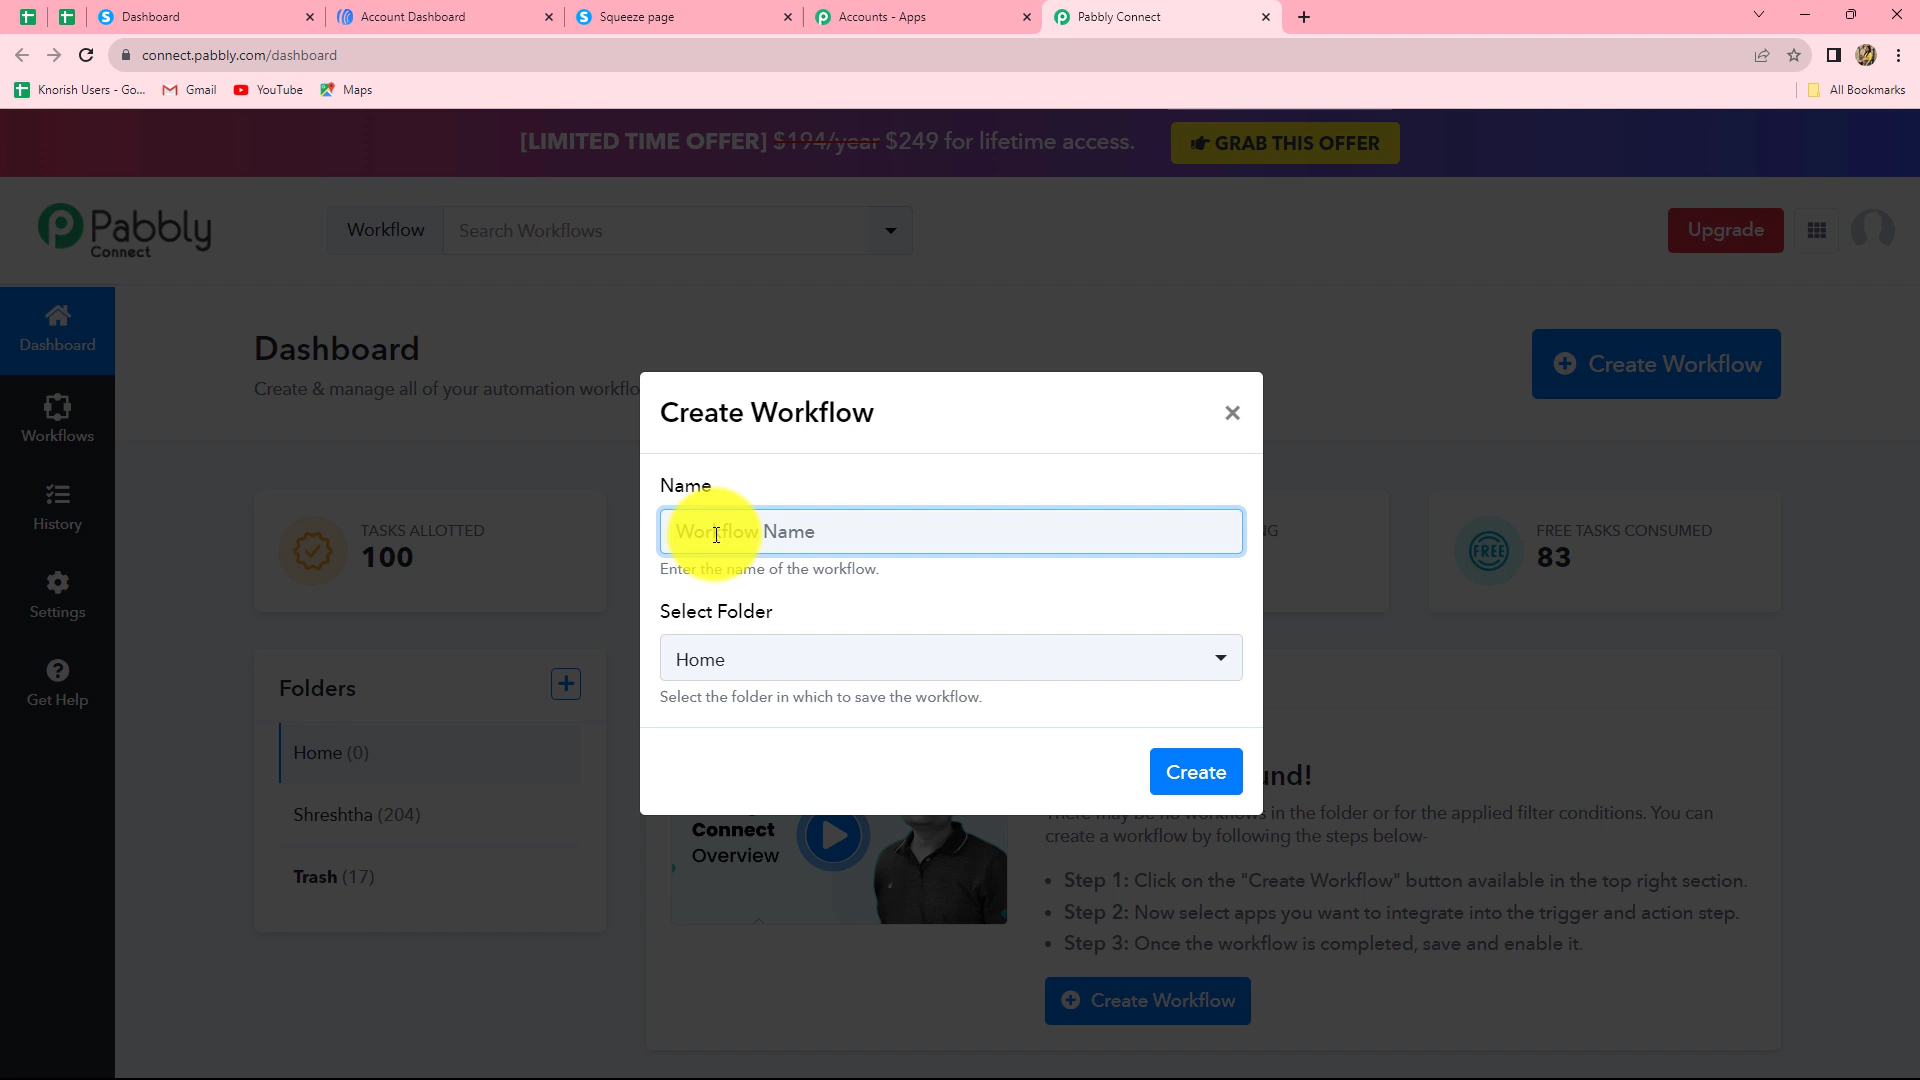 Dashboard
Account Dashboard
Squeeze page
Accounts - Apps
Pabbly Connect
connect.pabbly.com/dashboard
Knorish Users - Go...
Gmail
YouTube
Maps
All Bookmarks
[LIMITED TIME OFFER] $194/year $249 for lifetime access.
GRAB THIS OFFER
Pabbly
Connect
Workflow
Search Workflows
Upgrade
Dashboard
Workflows
History
Settings
Get Help
Dashboard
Create & manage all of your automation workflo
Create Workflow
TASKS ALLOTTED
100
NG
FREE
FREE TASKS CONSUMED
83
Folders
Home (0)
Shreshtha (204)
Trash (17)
Create Workflow
Name
Workflow Name
Enter the name of the workflow.
Select Folder
Home
Select the folder in which to save the workflow.
Create
und!
There may be no workflows in the folder or for the applied filter conditions. You can
create a workflow by following the steps below-
Connect
Overview
Step 1: Click on the "Create Workflow" button available in the top right section.
Step 2: Now select apps you want to integrate into the trigger and action step.
Step 3: Once the workflow is completed, save and enable it.
Create Workflow